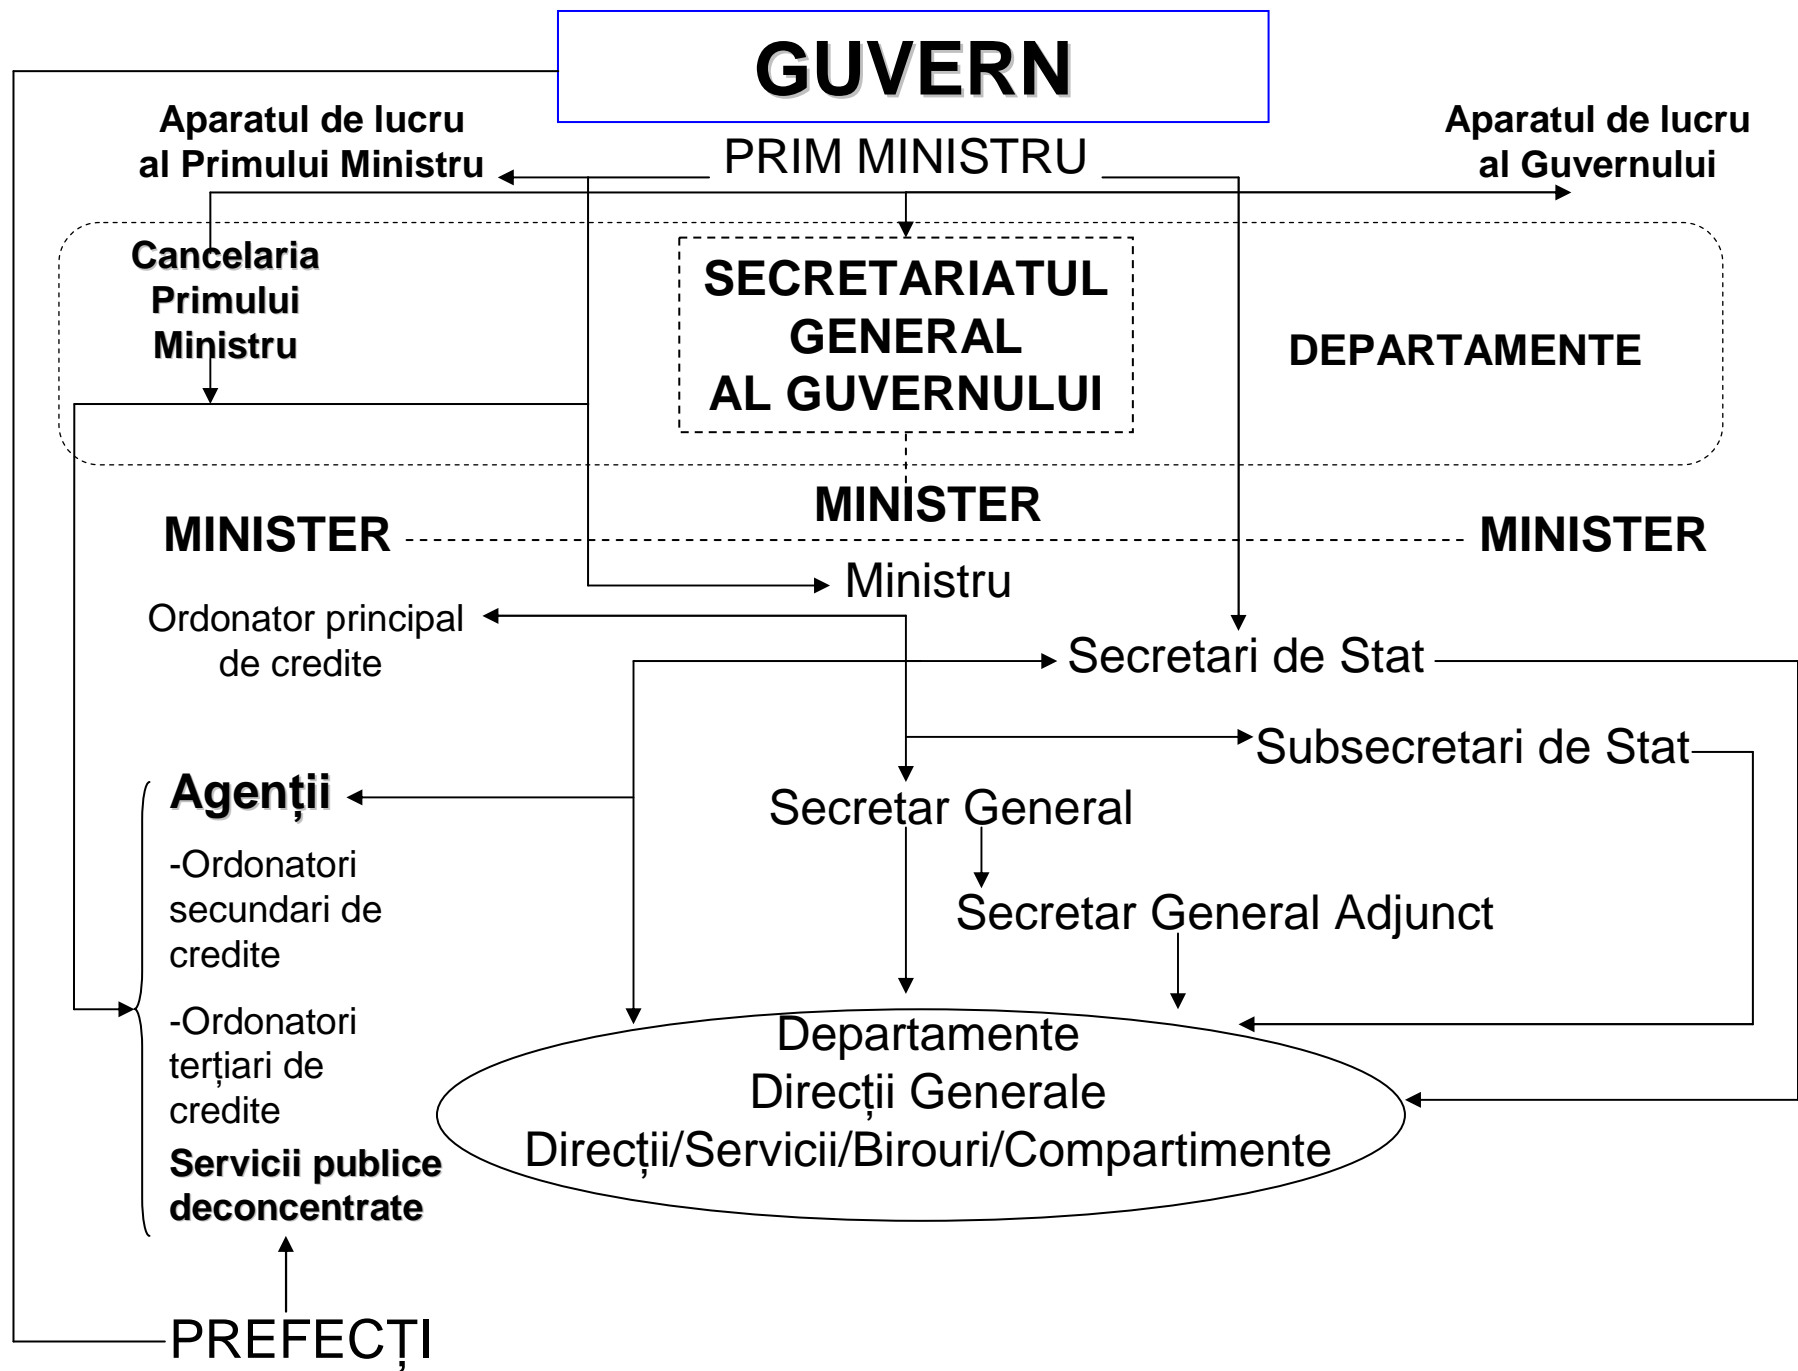 GUVERN
Aparatul de lucru
al Primului Ministru
PRIM MINISTRU
Aparatul de lucru
al Guvernului
Cancelaria
Primului
Ministru
SECRETARIATUL
GENERAL
AL GUVERNULUI
DEPARTAMENTE
MINISTER
MINISTER
MINISTER
Ministru
Ordonator principal
de credite
Secretari de Stat
Subsecretari de Stat
Agenții
Secretar General
-Ordonatori
secundari de
credite
Secretar General Adjunct
-Ordonatori
terțiari de
credite
Departamente
Direcții Generale
Direcții/Servicii/Birouri/Compartimente
Servicii publice
deconcentrate
PREFECȚI